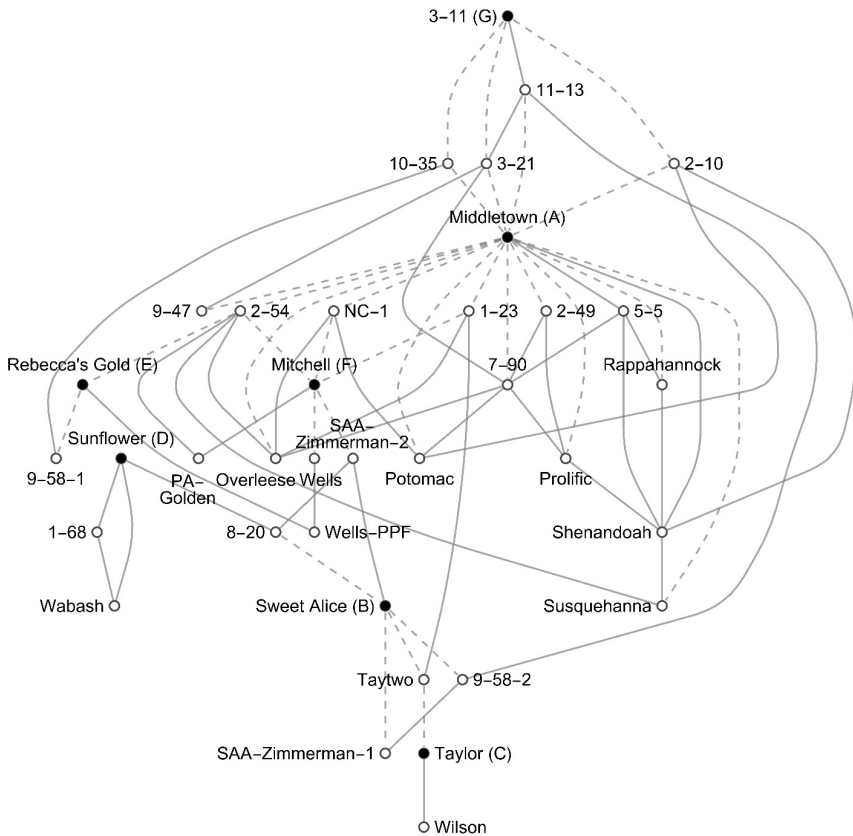 3–11 (G)
11–13
10–35
3–21
2–10
Middletown (A)
9–47
2–54
NC–1
1–23
2–49
5–5
Rebecca's Gold (E)
Mitchell (F)
7–90
Rappahannock
Sunflower (D)
SAA–
Zimmerman–2
9–58–1
PA–
Golden
Overleese
Wells
Potomac
Prolific
1–68
8–20
Wells–PPF
Shenandoah
Wabash
Sweet Alice (B)
Susquehanna
Taytwo
9–58–2
SAA–Zimmerman–1
Taylor (C)
Wilson